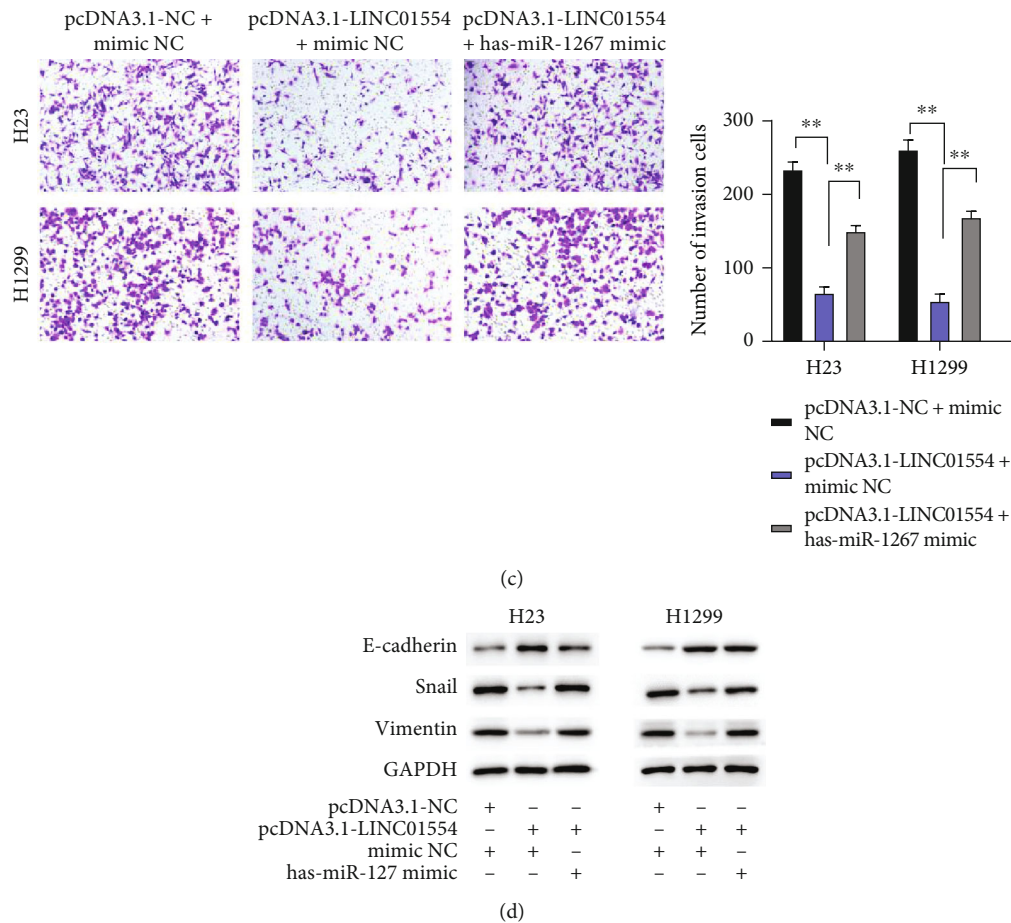 pcDNA3.1-NC +
mimic NC
pcDNA3.1-LINC01554
+ mimic NC
pcDNA3.1-LINC01554
+ has-miR-1267 mimic
H23
H1299
Number of invasion cells
300
200
100
0
**
**
**
**
H23
H1299
pcDNA3.1-NC + mimic
NC
pcDNA3.1-LINC01554 +
mimic NC
pcDNA3.1-LINC01554 +
has-miR-1267 mimic
(c)
H23 H1299
E-cadherin
Snail
Vimentin
GAPDH
pcDNA3.1-NC + – – + – –
pcDNA3.1-LINC01554 – + + – + +
mimic NC + + – + + –
has-miR-127 mimic – – + – – +
(d)